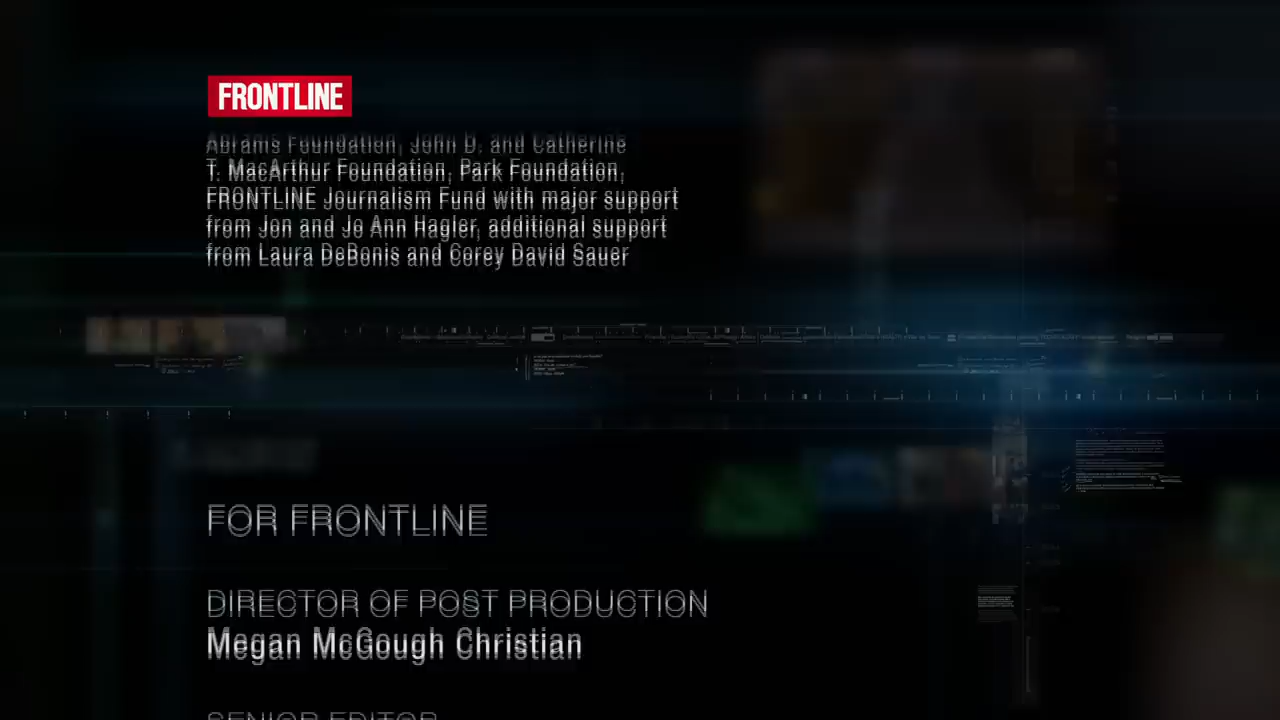 FRONTLINE
Abrams Foundation, John D. and Catherine
T. MacArthur Foundation, Park Foundation,
FRONTLINE Journalism Fund with major support
from Jon and Jo Ann Hagler, additional support
from Laura DeBonis and Corey David Sauer
FOR FRONTLINE
DIRECTOR OF POST PRODUCTION
Megan McGough Christian
SENIOR EDITOR